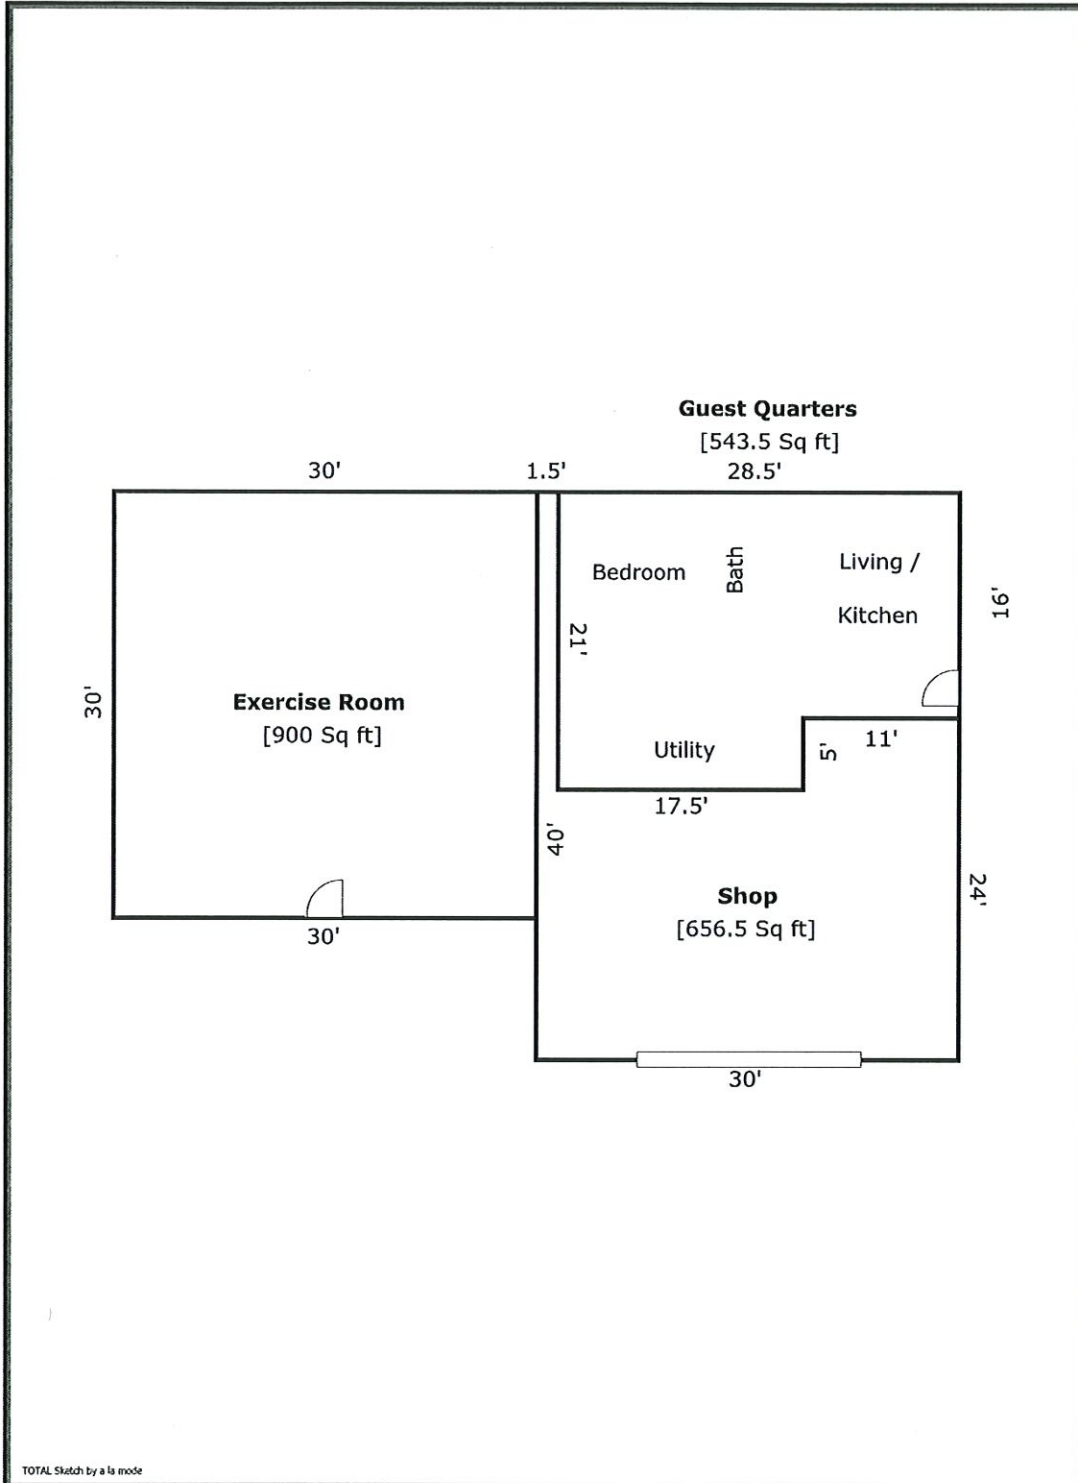 Guest Quarters
[543.5 Sq ft]
30'
1.5'
28.5'
Bedroom
Bath
Living /
Kitchen
16'
21'
30'
Exercise Room
[900 Sq ft]
Utility
5'
11'
17.5'
40'
Shop
[656.5 Sq ft]
24'
30'
30'
TOTAL Sketch by a la mode